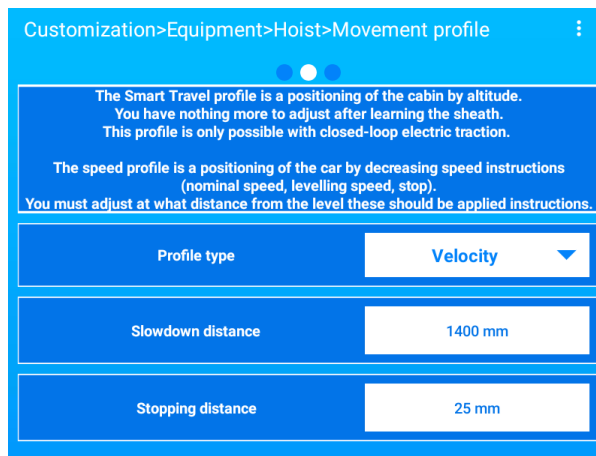 Customization>Equipment>Hoist>Movement profile
The Smart Travel profile is a positioning of the cabin by altitude.
You have nothing more to adjust after learning the sheath.
This profile is only possible with closed-loop electric traction.
The speed profile is a positioning of the car by decreasing speed instructions
(nominal speed, levelling speed, stop).
You must adjust at what distance from the level these should be applied instructions.
Profile type
Velocity
Slowdown distance
1400 mm
Stopping distance
25 mm